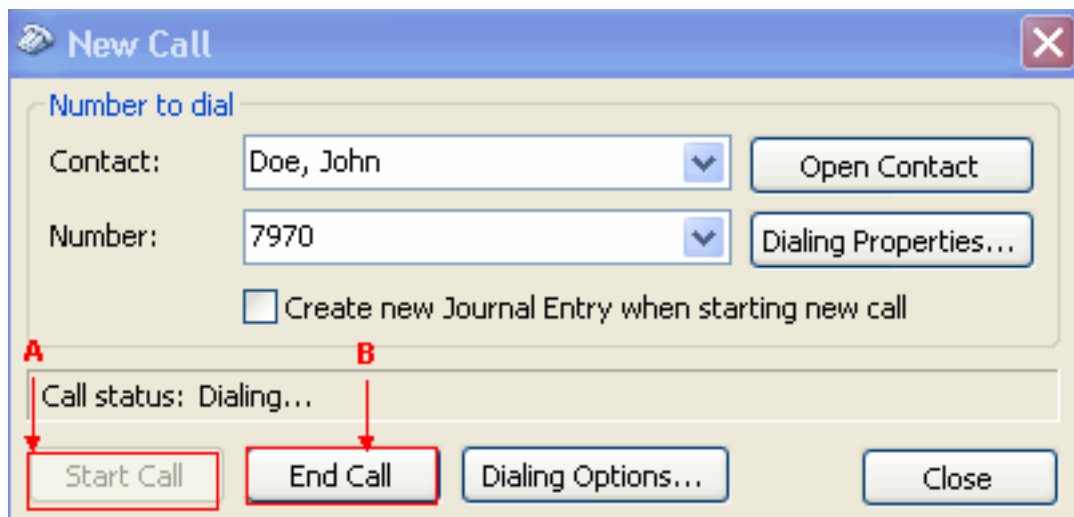 New Call
Number to dial
Contact: Doe, John Open Contact
Number: 7970 Dialing Properties...
Create new Journal Entry when starting new call
A B
Call status: Dialing...
Start Call End Call Dialing Options... Close